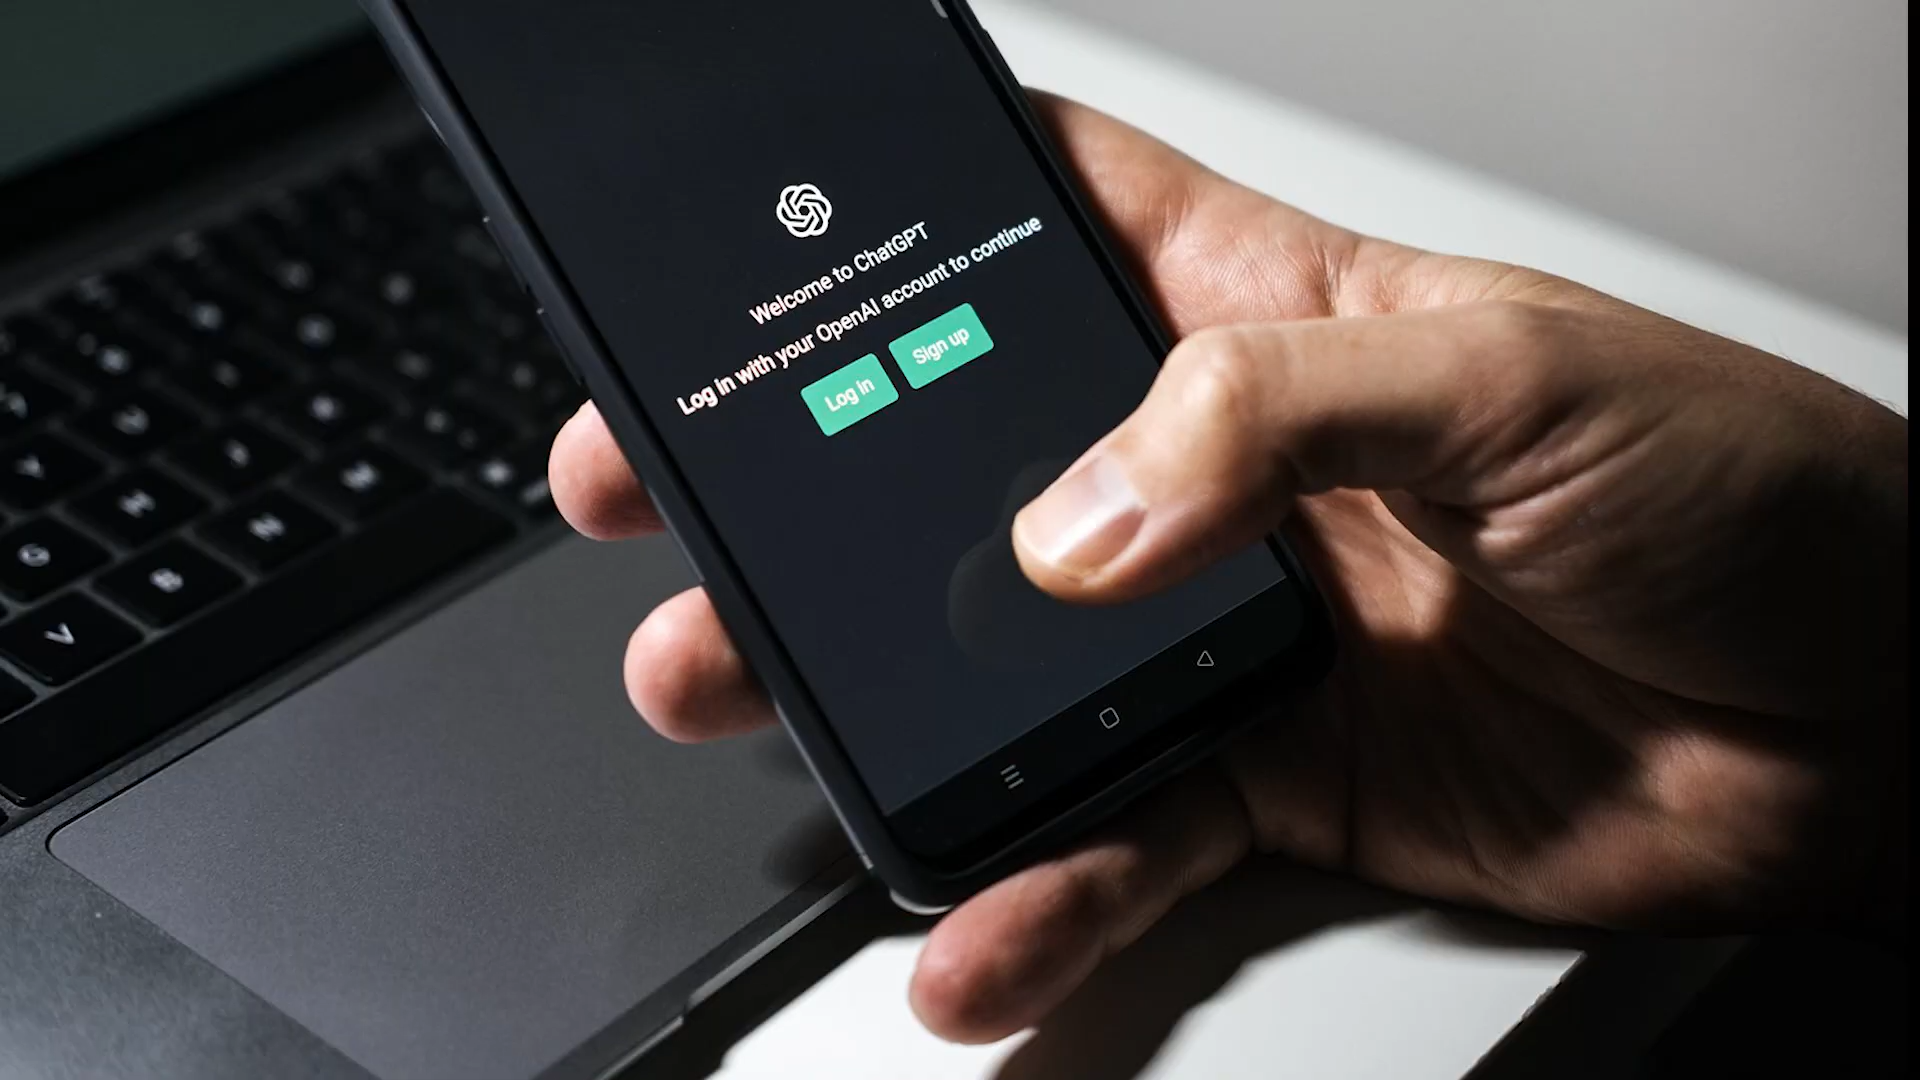 Welcome to ChatGPT
Log in with your OpenAI account to continue
Log in
Sign up
Y
H
N
G
B
V